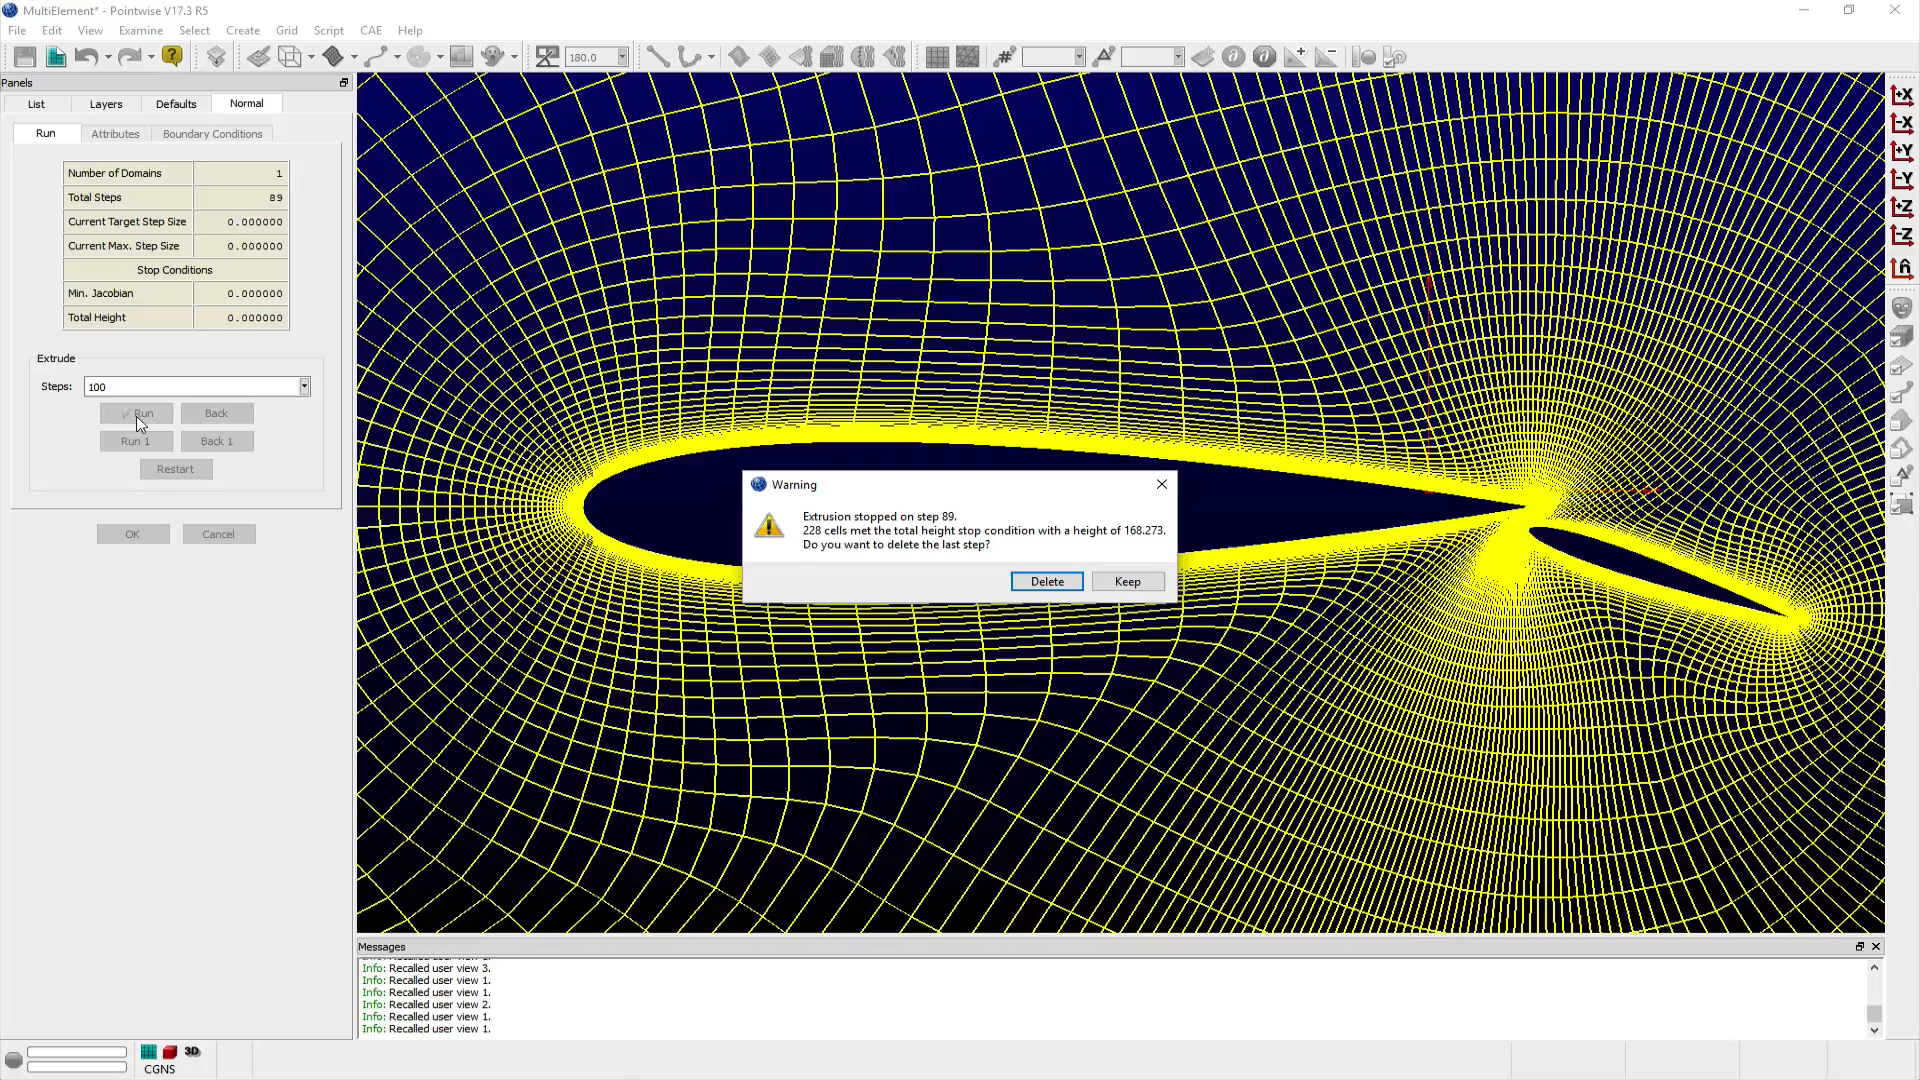 MultiElement* - Pointwise V17.3 R5
File Edit View Examine Select Create Grid Script CAE Help
180.0
Panels
List Layers Defaults Normal
Run Attributes Boundary Conditions
Number of Domains 1
Total Steps 89
Current Target Step Size 0.000000
Current Max. Step Size 0.000000
Stop Conditions
Min. Jacobian 0.000000
Total Height 0.000000
Extrude
Steps: 100
Run Back
Run 1 Back 1
Restart
OK Cancel
Warning
Extrusion stopped on step 89.
228 cells met the total height stop condition with a height of 168.273.
Do you want to delete the last step?
Delete Keep
+X
-X
+Y
-Y
+Z
-Z
n̂
Messages
Info: Recalled user view 3.
Info: Recalled user view 1.
Info: Recalled user view 1.
Info: Recalled user view 2.
Info: Recalled user view 1.
Info: Recalled user view 1.
3D
CGNS